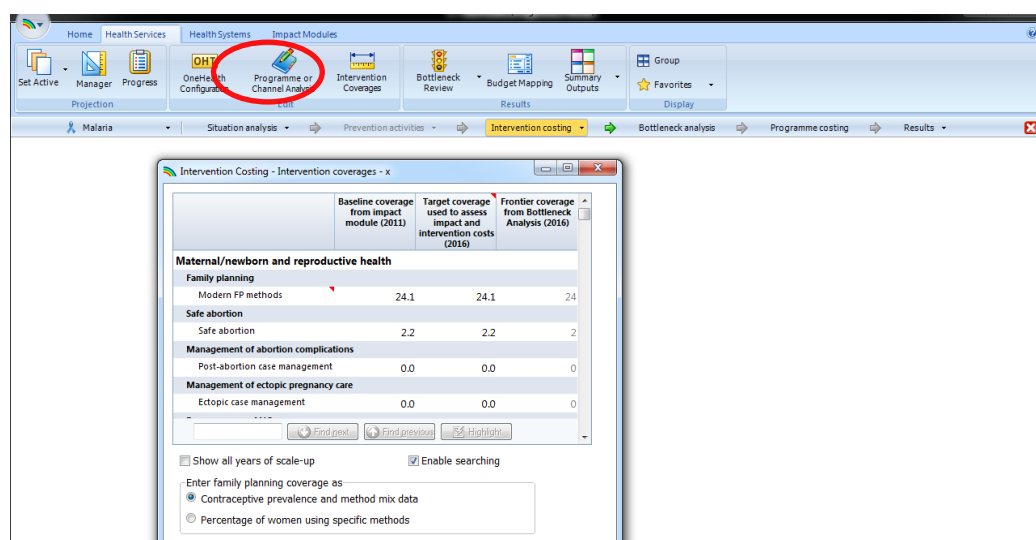 Home Health Services Health Systems Impact Modules
Set Active Manager Progress OHT OneHealth Configuration Programme or Channel Analysis Intervention Coverages Bottleneck Review Budget Mapping Summary Outputs Group Favorites
Projection Edit Results Display
Malaria Situation analysis Prevention activities Intervention costing Bottleneck analysis Programme costing Results
Intervention Costing - Intervention coverages - x
Baseline coverage from impact module (2011)
Target coverage used to assess impact and intervention costs (2016)
Frontier coverage from Bottleneck Analysis (2016)
Maternal/newborn and reproductive health
Family planning
Modern FP methods 24.1 24.1 24
Safe abortion
Safe abortion 2.2 2.2 2
Management of abortion complications
Post-abortion case management 0.0 0.0 0
Management of ectopic pregnancy care
Ectopic case management 0.0 0.0 0
Find next Find previous Highlight
Show all years of scale-up Enable searching
Enter family planning coverage as
Contraceptive prevalence and method mix data
Percentage of women using specific methods